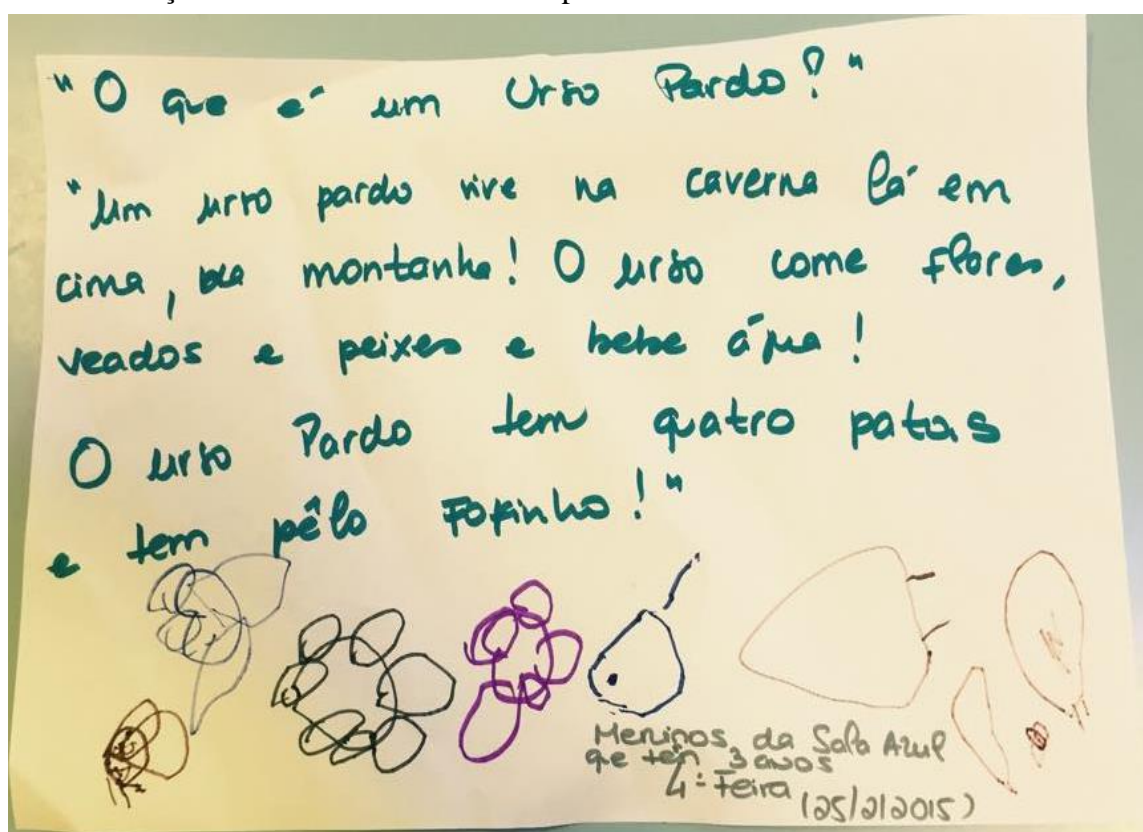 "O que é um Urso Pardo?"
"Um urso pardo vive na caverna lá em
cima, na montanha! O urso come flores,
veados e peixes e bebe água!
O urso Pardo tem quatro patas
e tem pêlo Fofinho!"
Meninos da Sala Azul
que têm 3 anos
4ª Feira
(25/2/2015)